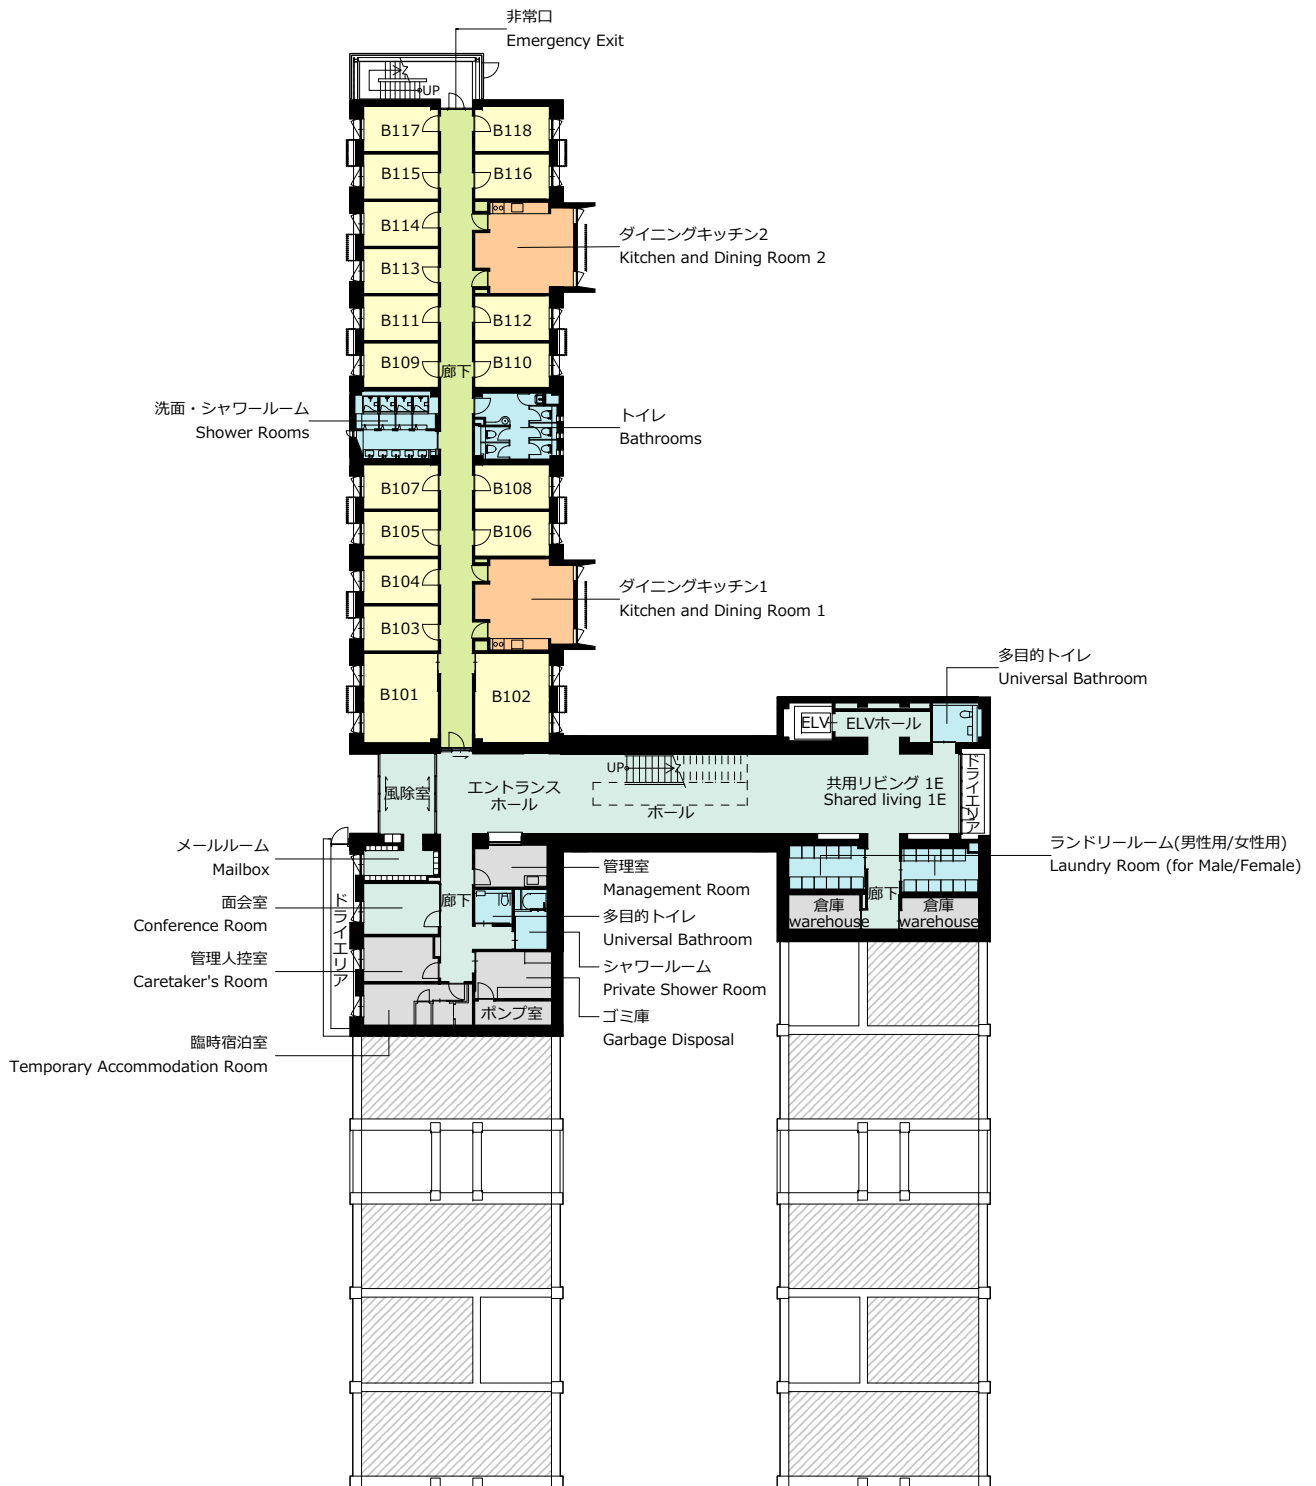 非常口
Emergency Exit
UP
B117
B118
B115
B116
B114
ダイニングキッチン2
Kitchen and Dining Room 2
B113
B111
B112
B109
B110
廊下
洗面・シャワールーム
Shower Rooms
トイレ
Bathrooms
B107
B108
B105
B106
B104
ダイニングキッチン1
Kitchen and Dining Room 1
B103
B101
B102
多目的トイレ
Universal Bathroom
ELV
ELVホール
UP
風除室
エントランス
ホール
ホール
共用リビング 1E
Shared living 1E
ドライエリア
メールルーム
Mailbox
管理室
Management Room
ランドリールーム(男性用/女性用)
Laundry Room (for Male/Female)
面会室
Conference Room
廊下
多目的トイレ
Universal Bathroom
廊下
倉庫
warehouse
倉庫
warehouse
ドライエリア
管理人控室
Caretaker's Room
シャワールーム
Private Shower Room
ポンプ室
ゴミ庫
Garbage Disposal
臨時宿泊室
Temporary Accommodation Room